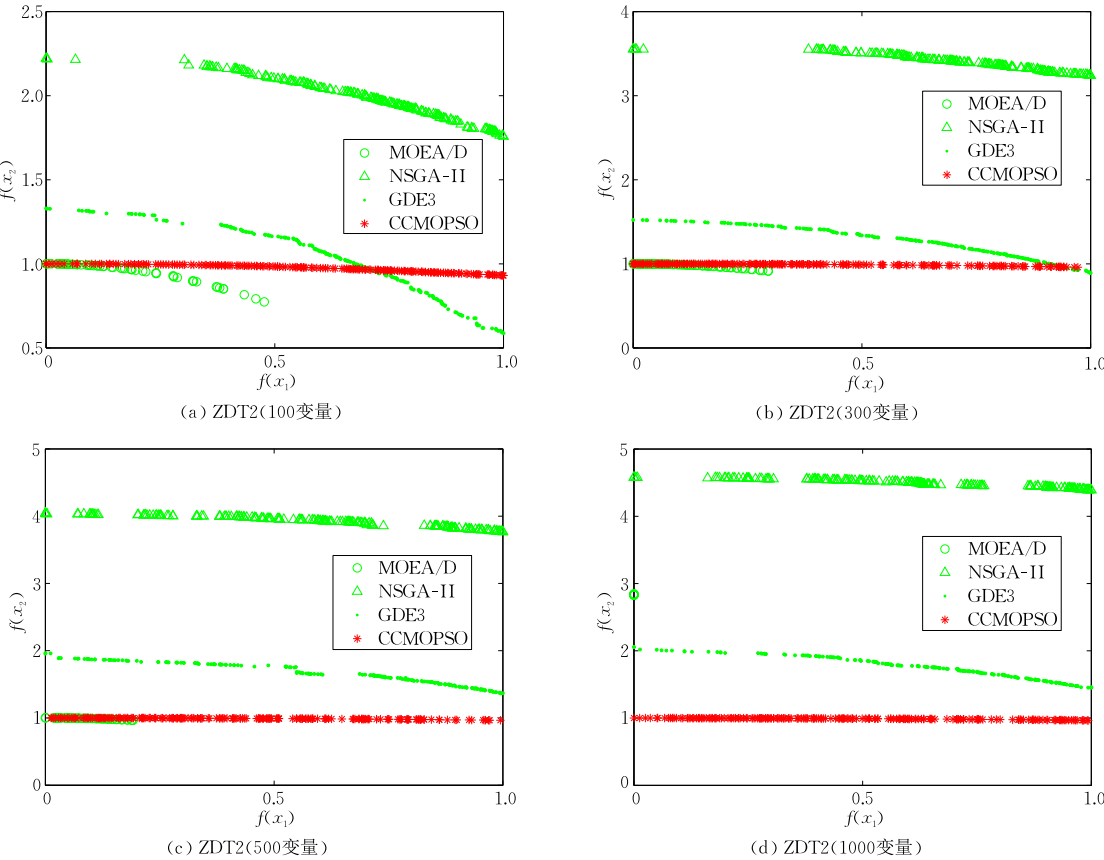 2.5
2.0
1.5
1.0
0.5
f(x₂)
MOEA/D
NSGA-II
GDE3
CCMOPSO
0
0.5
1.0
f(x₁)
(a) ZDT2(100变量)
4
3
2
1
0
f(x₂)
MOEA/D
NSGA-II
GDE3
CCMOPSO
0
0.5
1.0
f(x₁)
(b) ZDT2(300变量)
5
4
3
2
1
0
f(x₂)
MOEA/D
NSGA-II
GDE3
CCMOPSO
0
0.5
1.0
f(x₁)
(c) ZDT2(500变量)
5
4
3
2
1
0
f(x₂)
MOEA/D
NSGA-II
GDE3
CCMOPSO
0
0.5
1.0
f(x₁)
(d) ZDT2(1000变量)